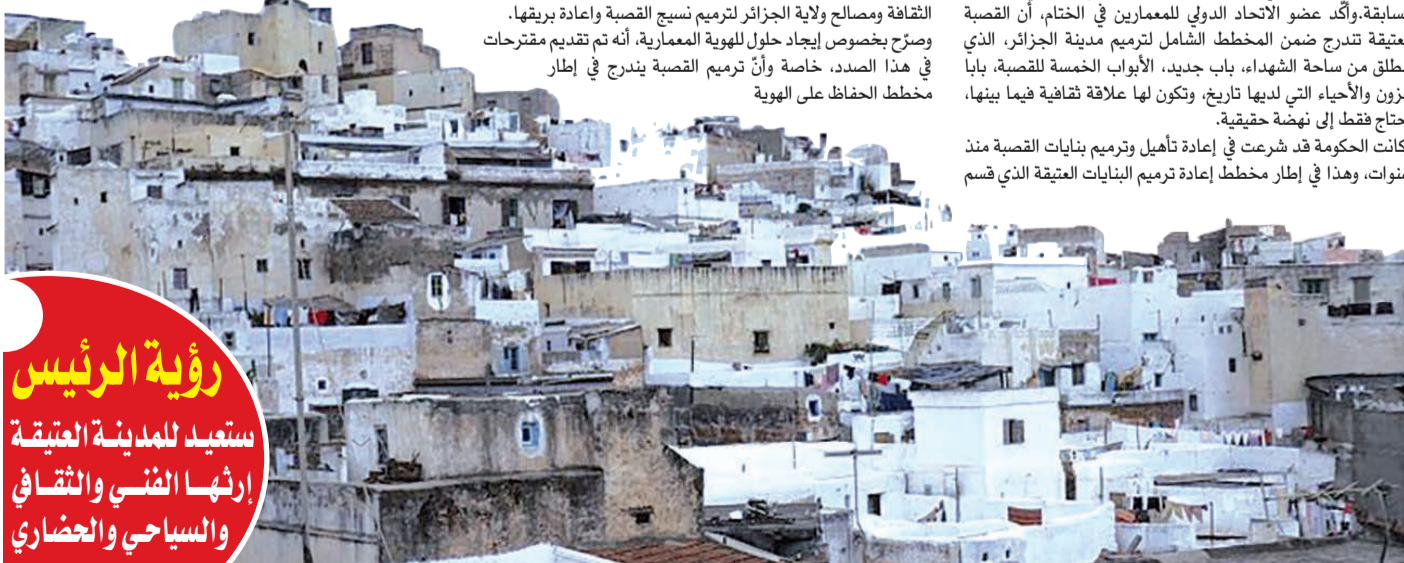 سابقة.وأكّد عضو الاتحاد الدولي للمعمارين في الختام، أن القصبة
عتيقة تندرج ضمن المخطط الشامل لترميم مدينة الجزائر، الذي
طلق من ساحة الشهداء، باب جديد، الأبواب الخمسة للقصبة، بابا
زون والأحياء التي لديها تاريخ، وتكون لها علاقة ثقافية فيما بينها،
حتاج فقط إلى نهضة حقيقية.
كانت الحكومة قد شرعت في إعادة تأهيل وترميم بنايات القصبة منذ
نوات، وهذا في إطار مخطط إعادة ترميم البنايات العتيقة الذي قسم
الثقافة ومصالح ولاية الجزائر لترميم نسيج القصبة واعادة بريقها.
وصرّح بخصوص إيجاد حلول للهوية المعمارية، أنه تم تقديم مقترحات
في هذا الصدد، خاصة وأنّ ترميم القصبة يندرج في إطار
مخطط الحفاظ على الهوية
رؤية الرئيس
ستعيد للمدينة العتيقة
إرثها الفني والثقافي
والسياحي والحضاري